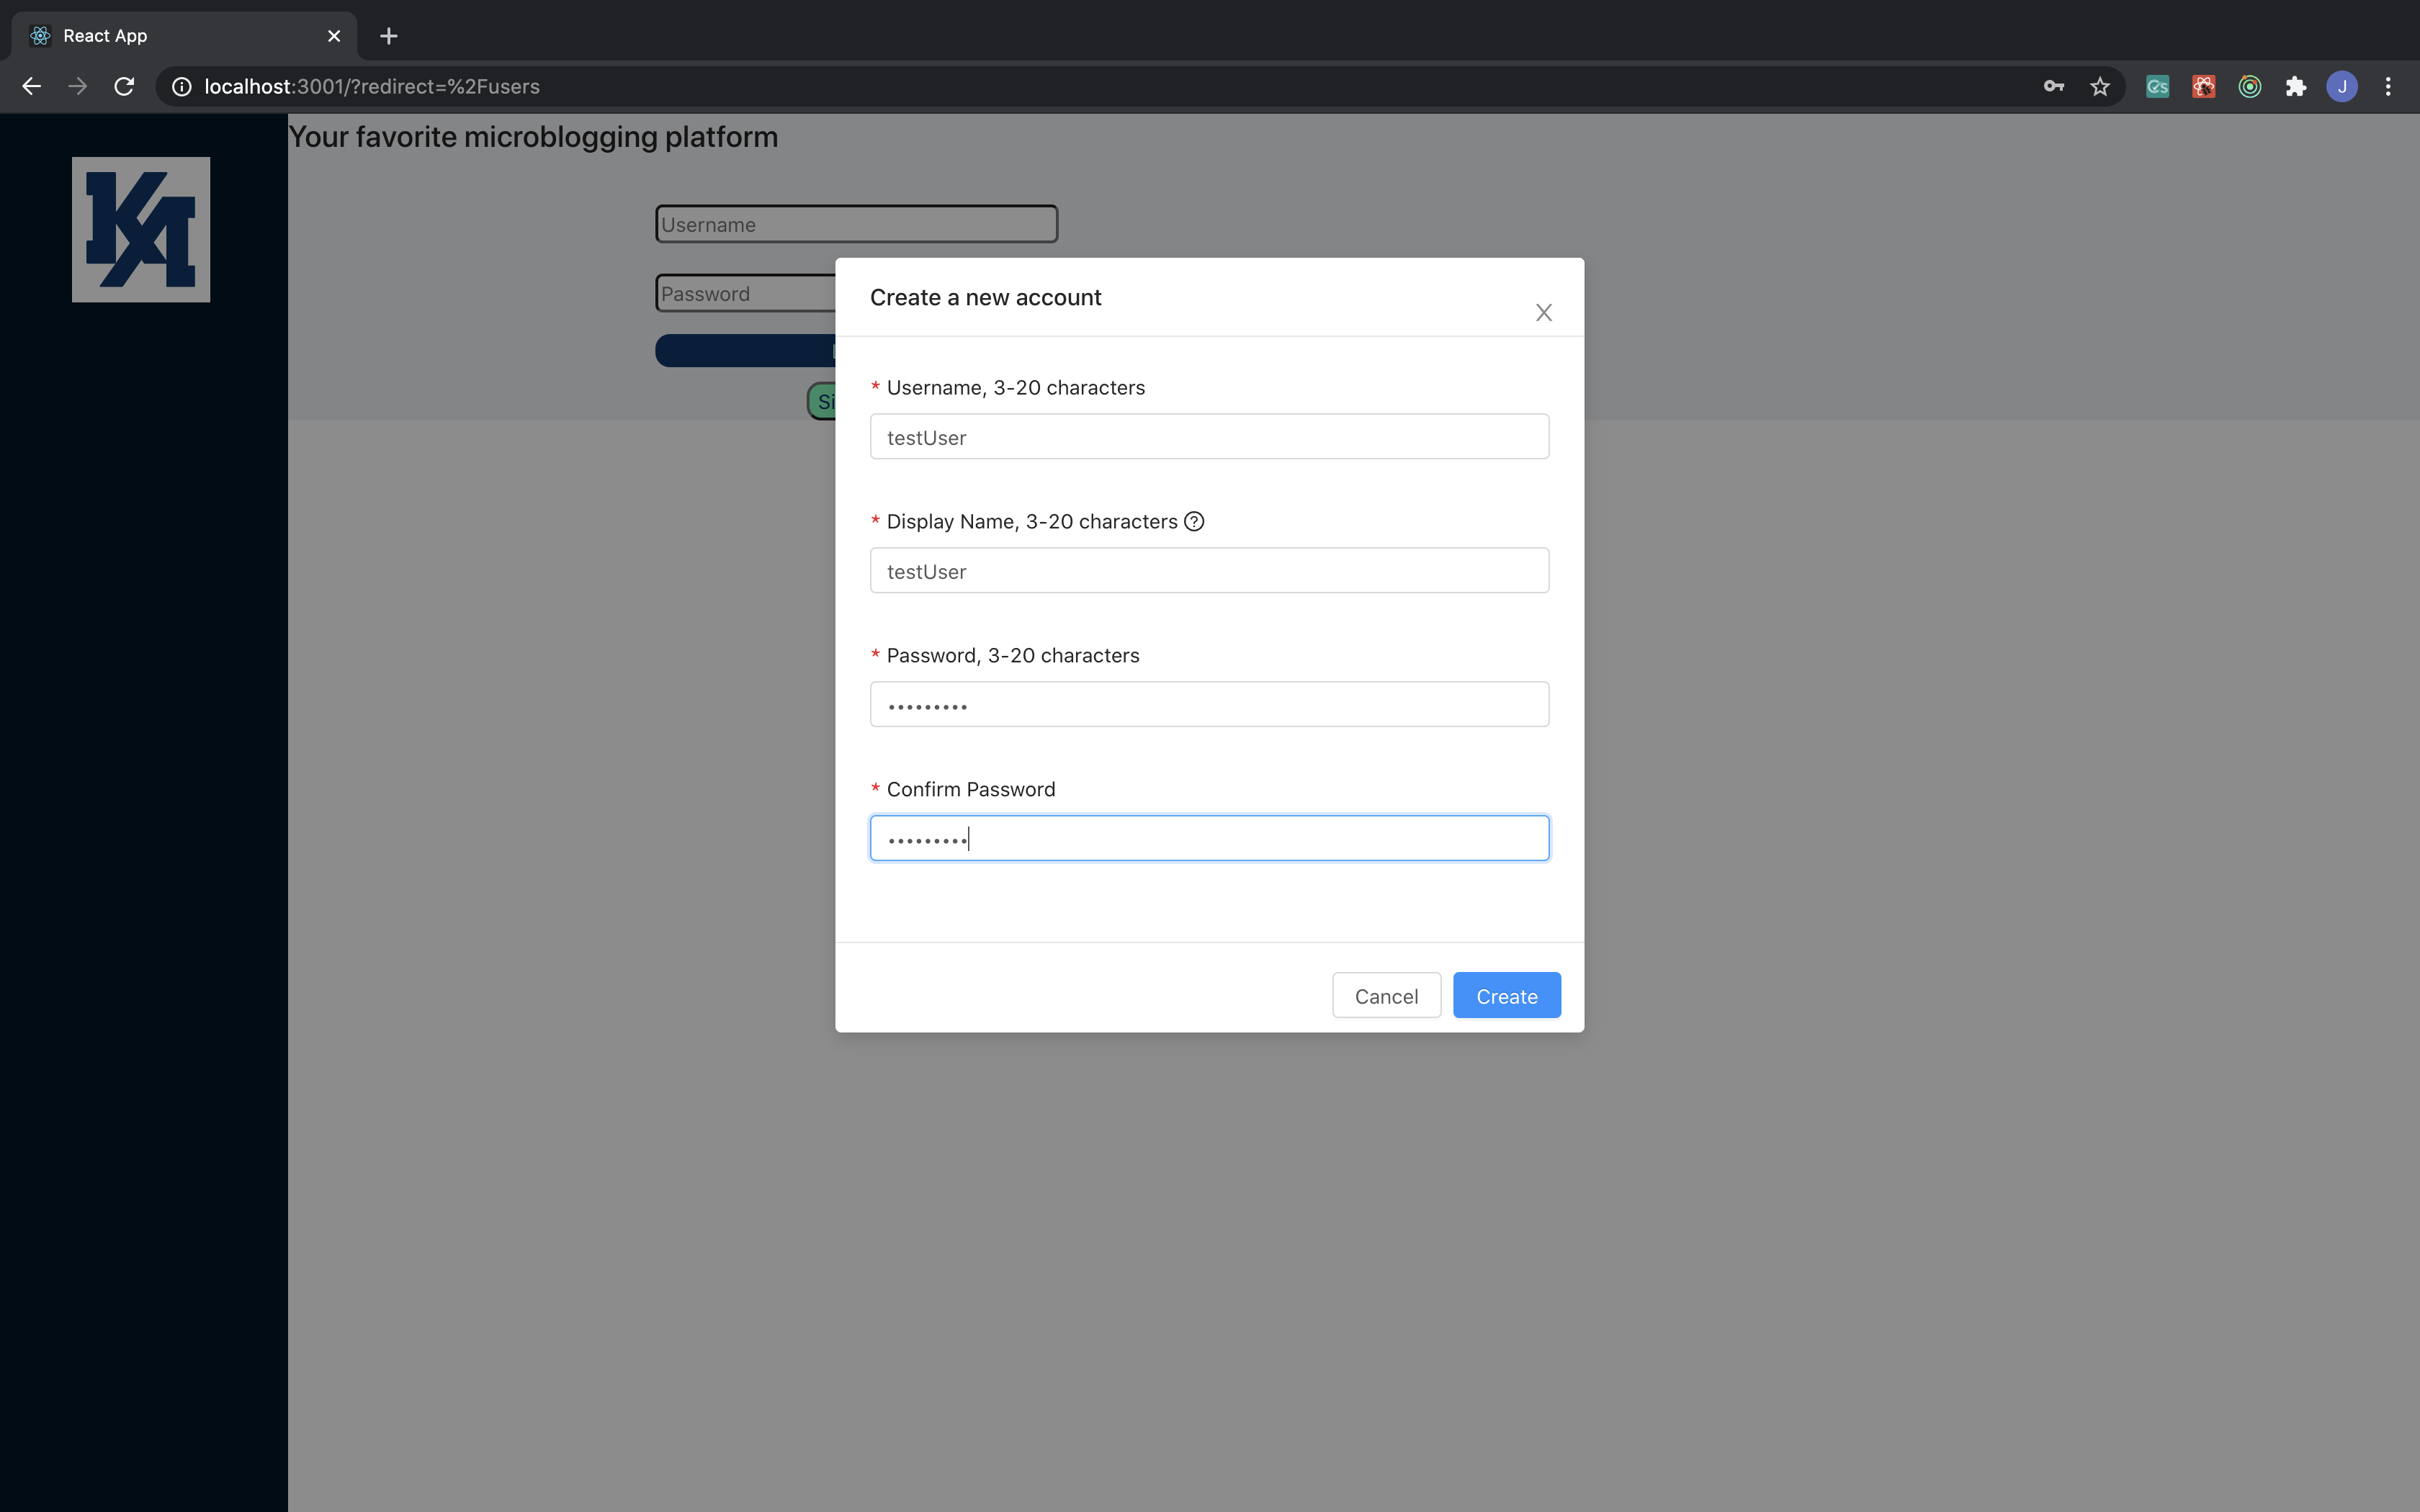 React App
localhost:3001/?redirect=%2Fusers
J
Your favorite microblogging platform
KA
Username
Password
Si
Create a new account
* Username, 3-20 characters
testUser
* Display Name, 3-20 characters ?
testUser
* Password, 3-20 characters
•••••••••
* Confirm Password
•••••••••
Cancel
Create